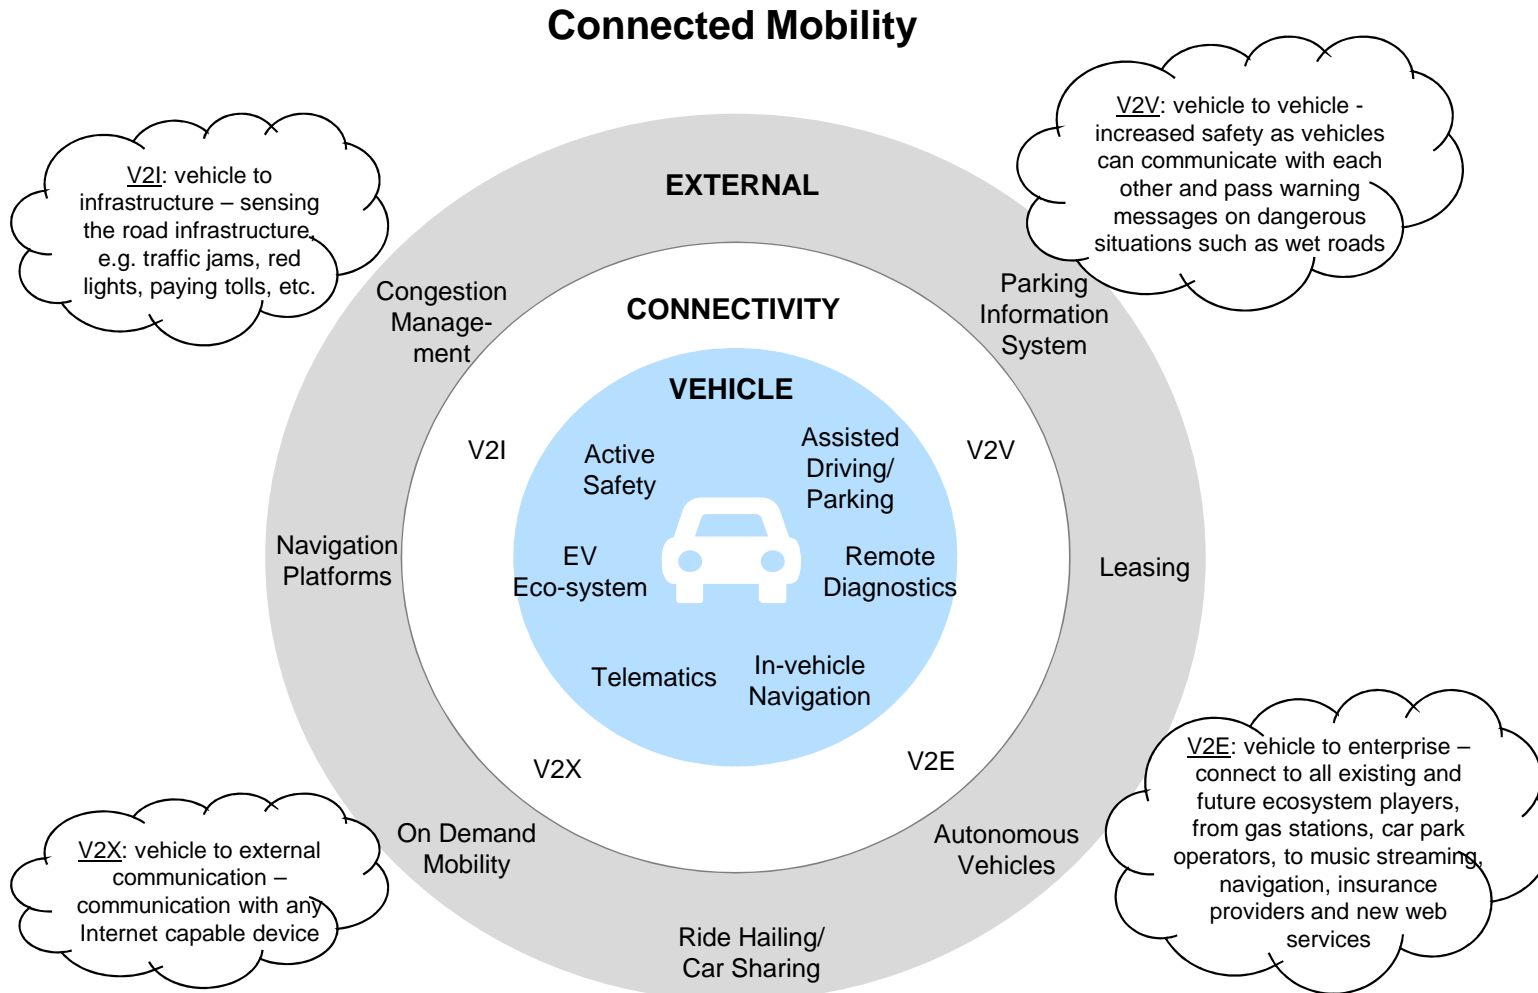 Connected Mobility
V2I: vehicle to
infrastructure – sensing
the road infrastructure,
e.g. traffic jams, red
lights, paying tolls, etc.
V2V: vehicle to vehicle -
increased safety as vehicles
can communicate with each
other and pass warning
messages on dangerous
situations such as wet roads
EXTERNAL
Congestion
Manage-
ment
Parking
Information
System
CONNECTIVITY
VEHICLE
V2I
V2V
Active
Safety
Assisted
Driving/
Parking
Navigation
Platforms
EV
Eco-system
Remote
Diagnostics
Leasing
Telematics
In-vehicle
Navigation
V2X
V2E
On Demand
Mobility
Autonomous
Vehicles
Ride Hailing/
Car Sharing
V2X: vehicle to external
communication –
communication with any
Internet capable device
V2E: vehicle to enterprise –
connect to all existing and
future ecosystem players,
from gas stations, car park
operators, to music streaming,
navigation, insurance
providers and new web
services